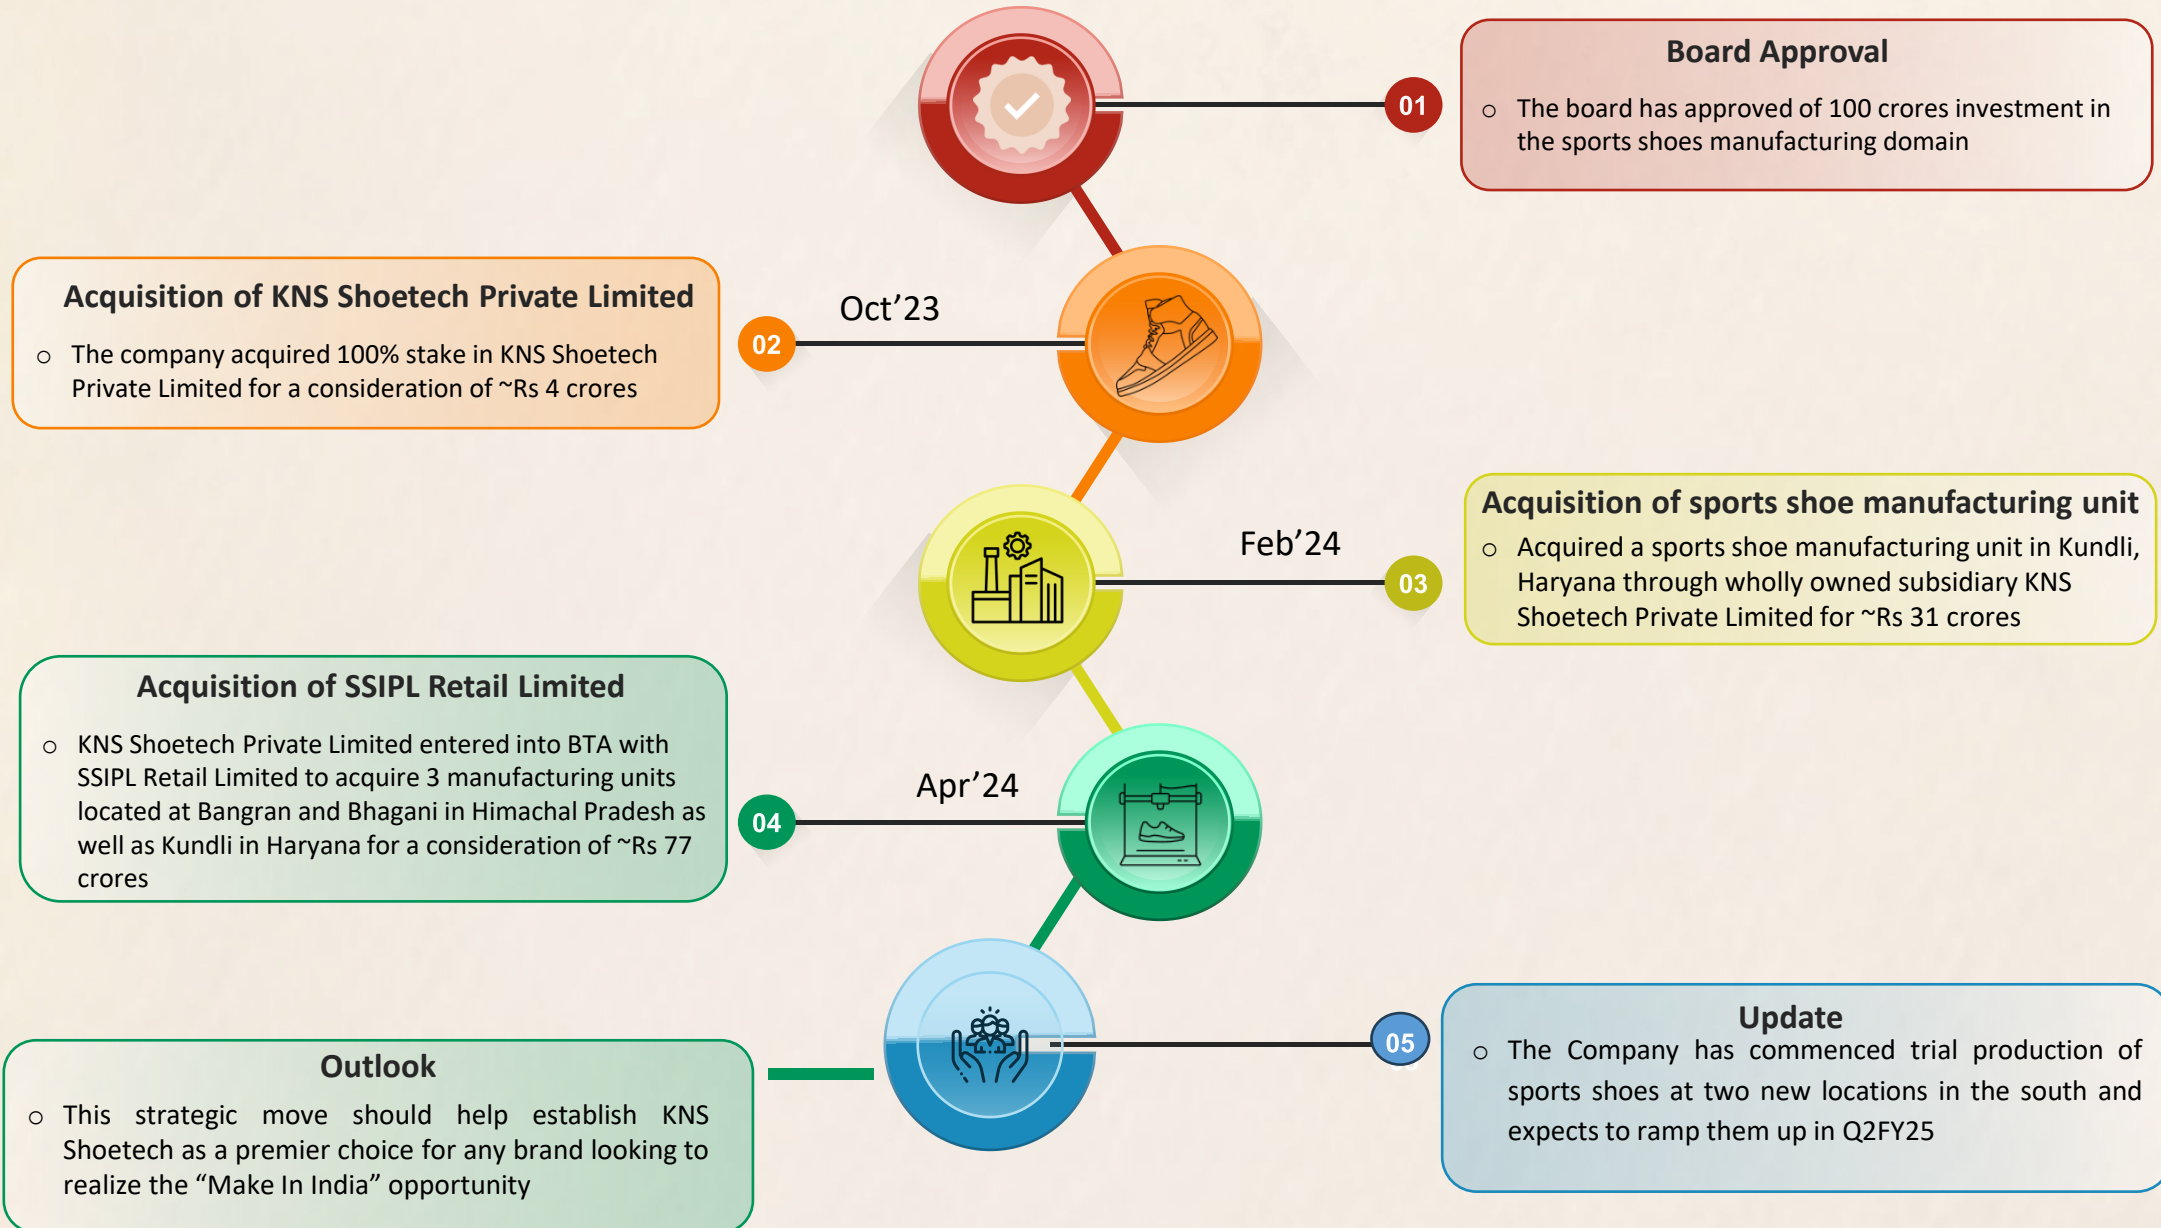 Board Approval
01
o The board has approved of 100 crores investment in
the sports shoes manufacturing domain
Acquisition of KNS Shoetech Private Limited
o The company acquired 100% stake in KNS Shoetech
Private Limited for a consideration of ~Rs 4 crores
02
Oct’23
Acquisition of sports shoe manufacturing unit
Feb’24
03
o Acquired a sports shoe manufacturing unit in Kundli,
Haryana through wholly owned subsidiary KNS
Shoetech Private Limited for ~Rs 31 crores
Acquisition of SSIPL Retail Limited
o KNS Shoetech Private Limited entered into BTA with
SSIPL Retail Limited to acquire 3 manufacturing units
located at Bangran and Bhagani in Himachal Pradesh as
well as Kundli in Haryana for a consideration of ~Rs 77
crores
04
Apr’24
Update
05
o The Company has commenced trial production of
sports shoes at two new locations in the south and
expects to ramp them up in Q2FY25
Outlook
o This strategic move should help establish KNS
Shoetech as a premier choice for any brand looking to
realize the “Make In India” opportunity